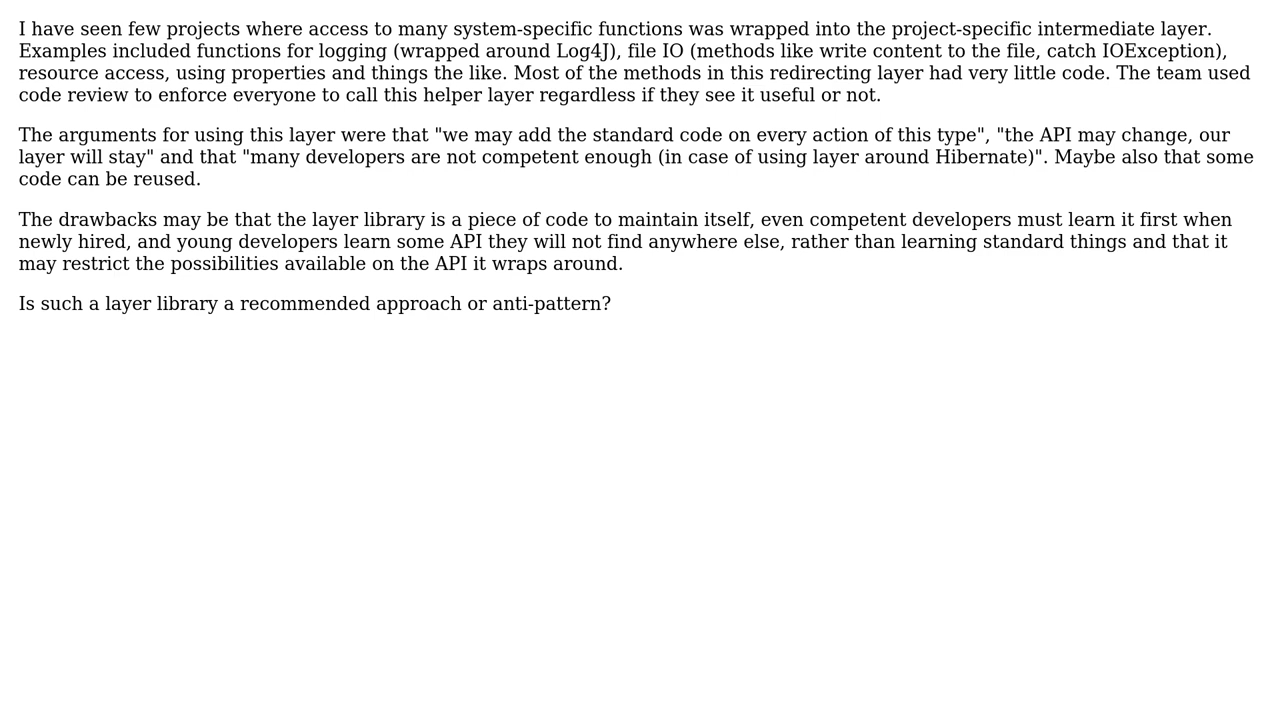 I have seen few projects where access to many system-specific functions was wrapped into the project-specific intermediate layer.
Examples included functions for logging (wrapped around Log4J), file IO (methods like write content to the file, catch IOException),
resource access, using properties and things the like. Most of the methods in this redirecting layer had very little code. The team used
code review to enforce everyone to call this helper layer regardless if they see it useful or not.
The arguments for using this layer were that "we may add the standard code on every action of this type", "the API may change, our
layer will stay" and that "many developers are not competent enough (in case of using layer around Hibernate)". Maybe also that some
code can be reused.
The drawbacks may be that the layer library is a piece of code to maintain itself, even competent developers must learn it first when
newly hired, and young developers learn some API they will not find anywhere else, rather than learning standard things and that it
may restrict the possibilities available on the API it wraps around.
Is such a layer library a recommended approach or anti-pattern?